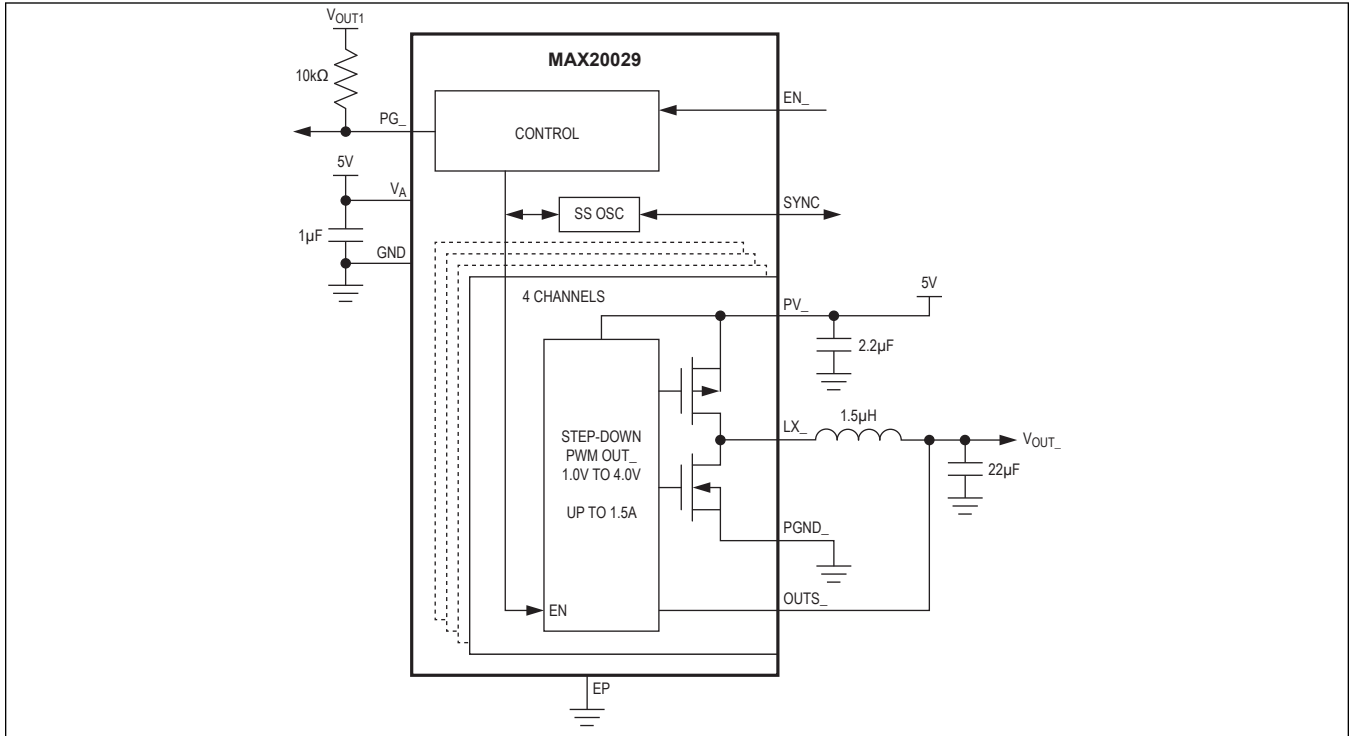 VOUT1
10kΩ
PG_
5V
VA
1µF
GND
MAX20029
CONTROL
EN_
SS OSC
SYNC
4 CHANNELS
PV_
5V
2.2µF
STEP-DOWN
PWM OUT_
1.0V TO 4.0V
UP TO 1.5A
EN
LX_
1.5µH
VOUT_
22µF
PGND_
OUTS_
EP